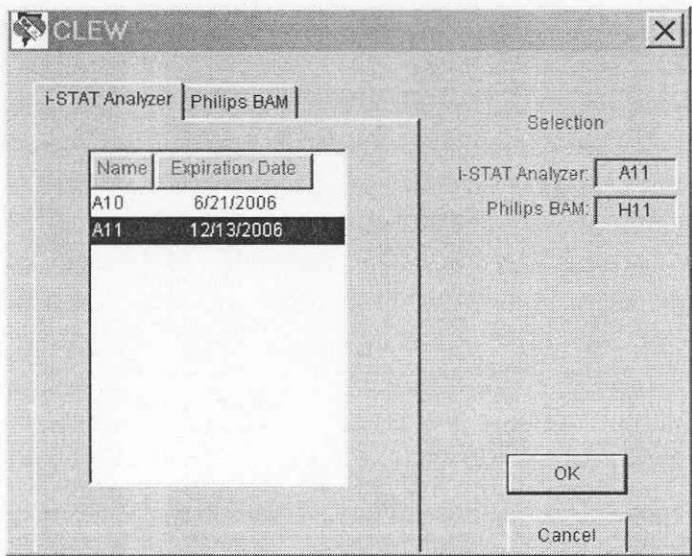 CLEW
i-STAT Analyzer Philips BAM
Name Expiration Date
A10 6/21/2006
A11 12/13/2006
Selection
i-STAT Analyzer: A11
Philips BAM: H11
OK
Cancel